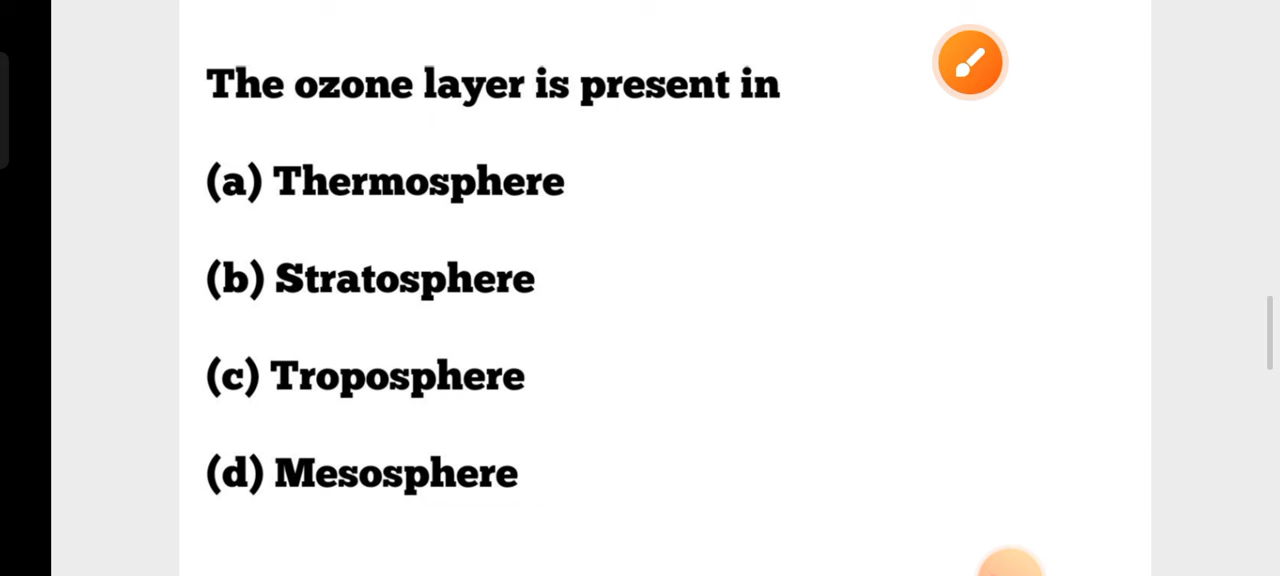 The ozone layer is present in
(a) Thermosphere
(b) Stratosphere
(c) Troposphere
(d) Mesosphere